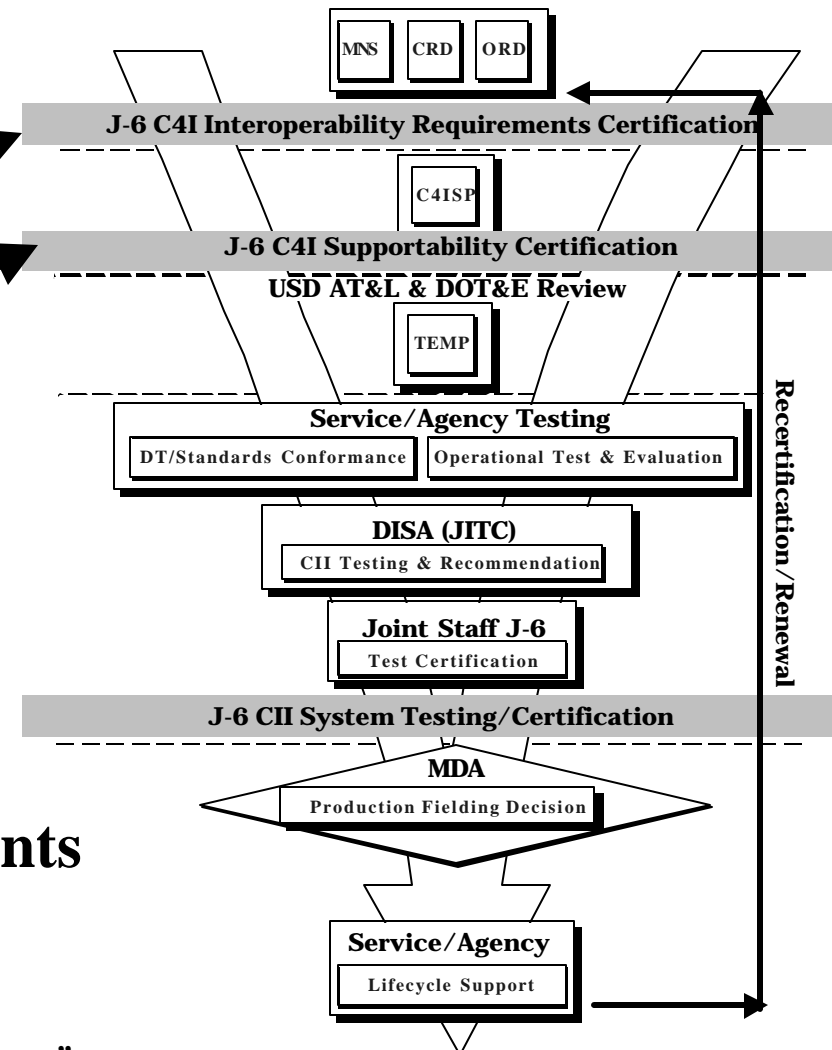 MNS CRD ORD
J-6 C4I Interoperability Requirements Certification
C4ISP
J-6 C4I Supportability Certification
USD AT&L & DOT&E Review
TEMP
Service/Agency Testing
DT/Standards Conformance Operational Test & Evaluation
Recertification/Renewal
DISA (JITC)
CII Testing & Recommendation
Joint Staff J-6
Test Certification
J-6 CII System Testing/Certification
MDA
Production Fielding Decision
nts
Service/Agency
Lifecycle Support